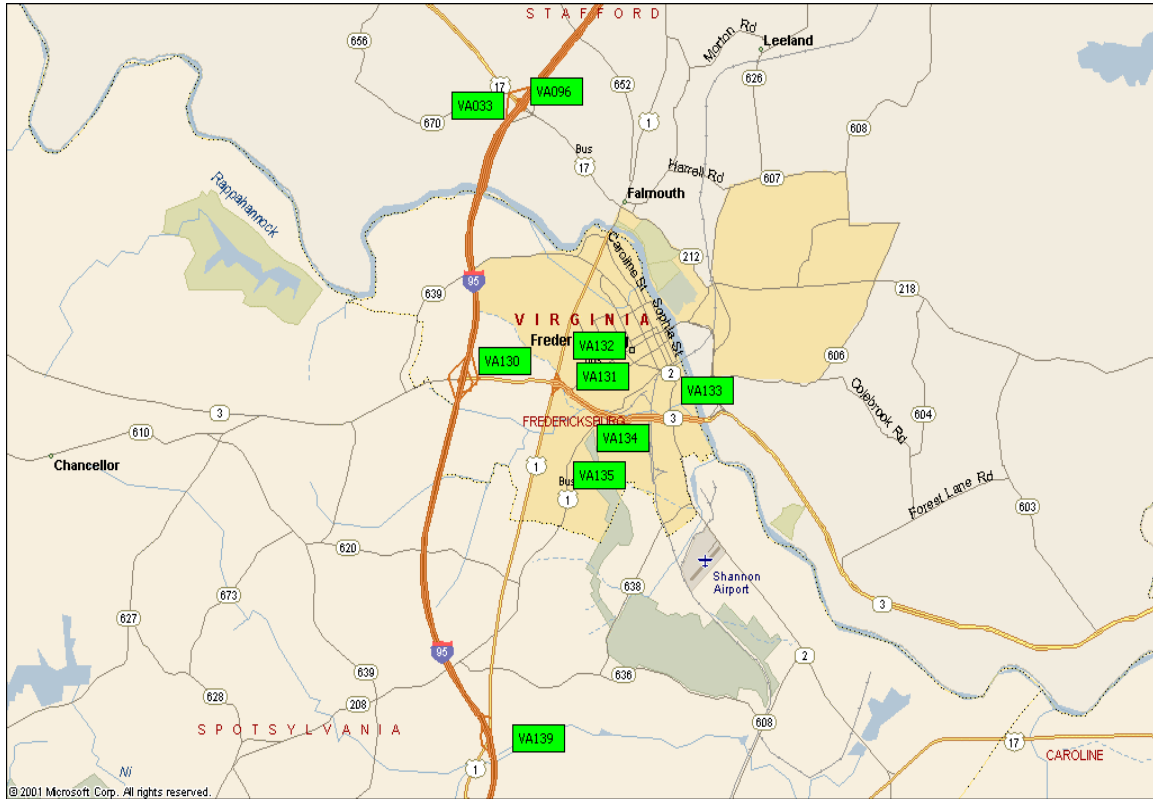 STAFFORD
Morton Rd
Leeland
656
17
VA033
VA096
652
626
670
1
608
Bus
17
Harrell Rd
607
Falmouth
Rappahannock
Caroline St
212
95
639
218
Sophia St
VIRGINIA
VA132
Freder
VA130
VA131
2
606
VA133
Colebrook Rd
3
FREDERICKSBURG
3
604
610
VA134
Chancellor
1
VA135
Bus
1
Forest Lane Rd
603
620
Shannon
Airport
638
673
3
627
95
2
639
636
628
208
608
SPOTSYLVANIA
VA139
17
CAROLINE
Ni
1
© 2001 Microsoft Corp. All rights reserved.